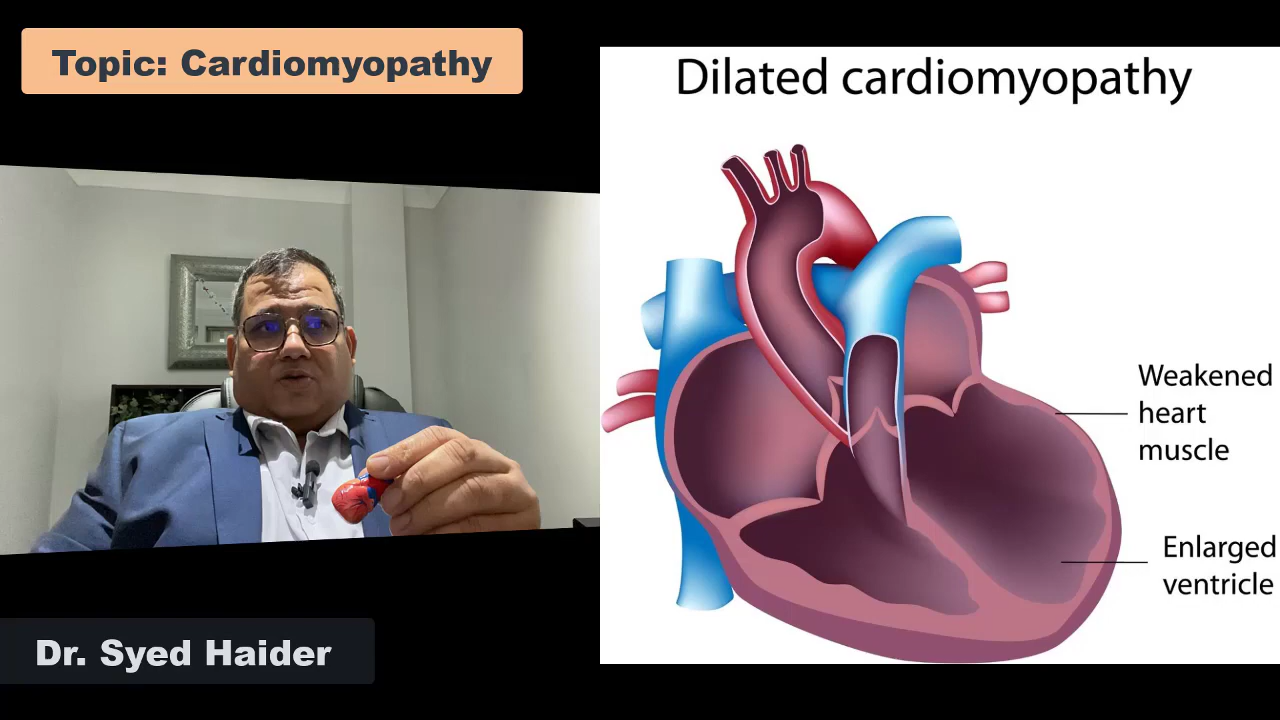 Topic: Cardiomyopathy
Dilated cardiomyopathy
Weakened
heart
muscle
Enlarged
ventricle
Dr. Syed Haider